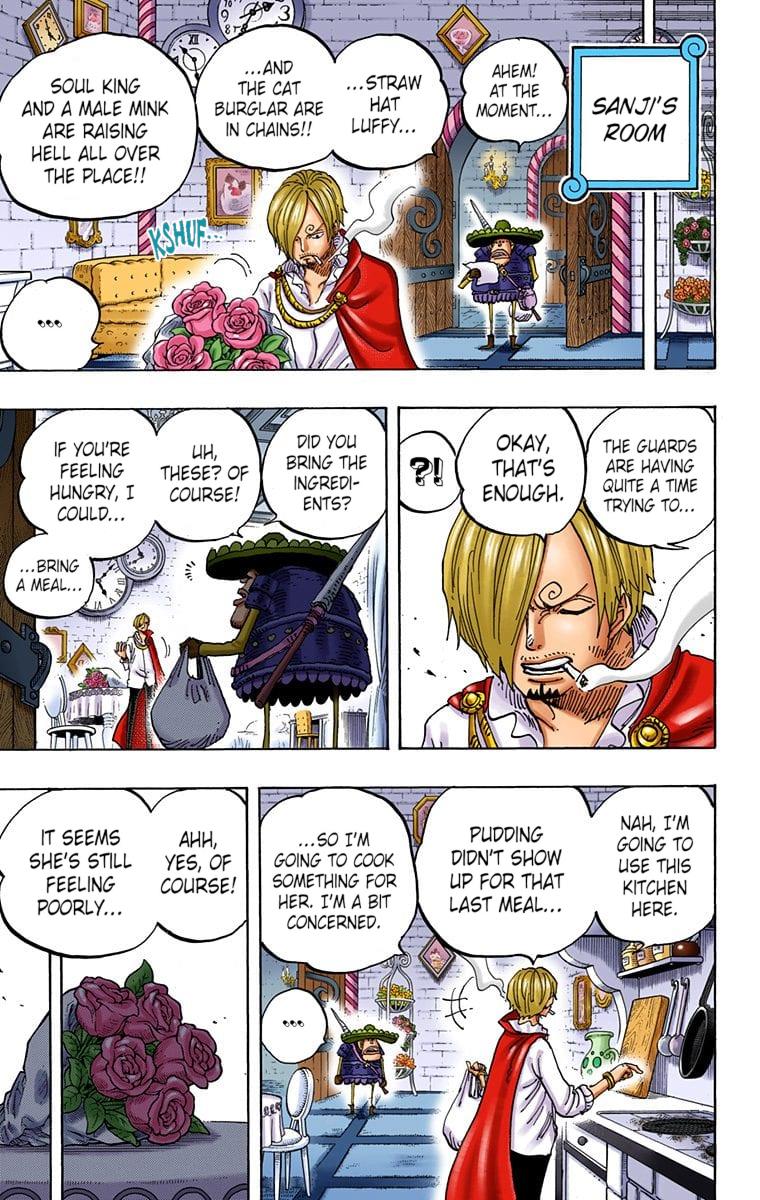 SANJI'S
ROOM
AHEM!
AT THE
MOMENT...
...STRAW
HAT
LUFFY...
...AND
THE CAT
BURGLAR ARE
IN CHAINS!!
SOUL KING
AND A MALE MINK
ARE RAISING
HELL ALL OVER
THE PLACE!!
KSHUF...
...
THE GUARDS
ARE HAVING
QUITE A TIME
TRYING TO...
OKAY,
THAT'S
ENOUGH.
?!
DID YOU
BRING THE
INGREDI-
ENTS?
UH,
THESE? OF
COURSE!
IF YOU'RE
FEELING
HUNGRY, I
COULD...
...BRING
A MEAL...
NAH, I'M
GOING TO
USE THIS
KITCHEN
HERE.
PUDDING
DIDN'T SHOW
UP FOR THAT
LAST MEAL...
...SO I'M
GOING TO COOK
SOMETHING FOR
HER. I'M A BIT
CONCERNED.
...
AHH,
YES, OF
COURSE!
IT SEEMS
SHE'S STILL
FEELING
POORLY...